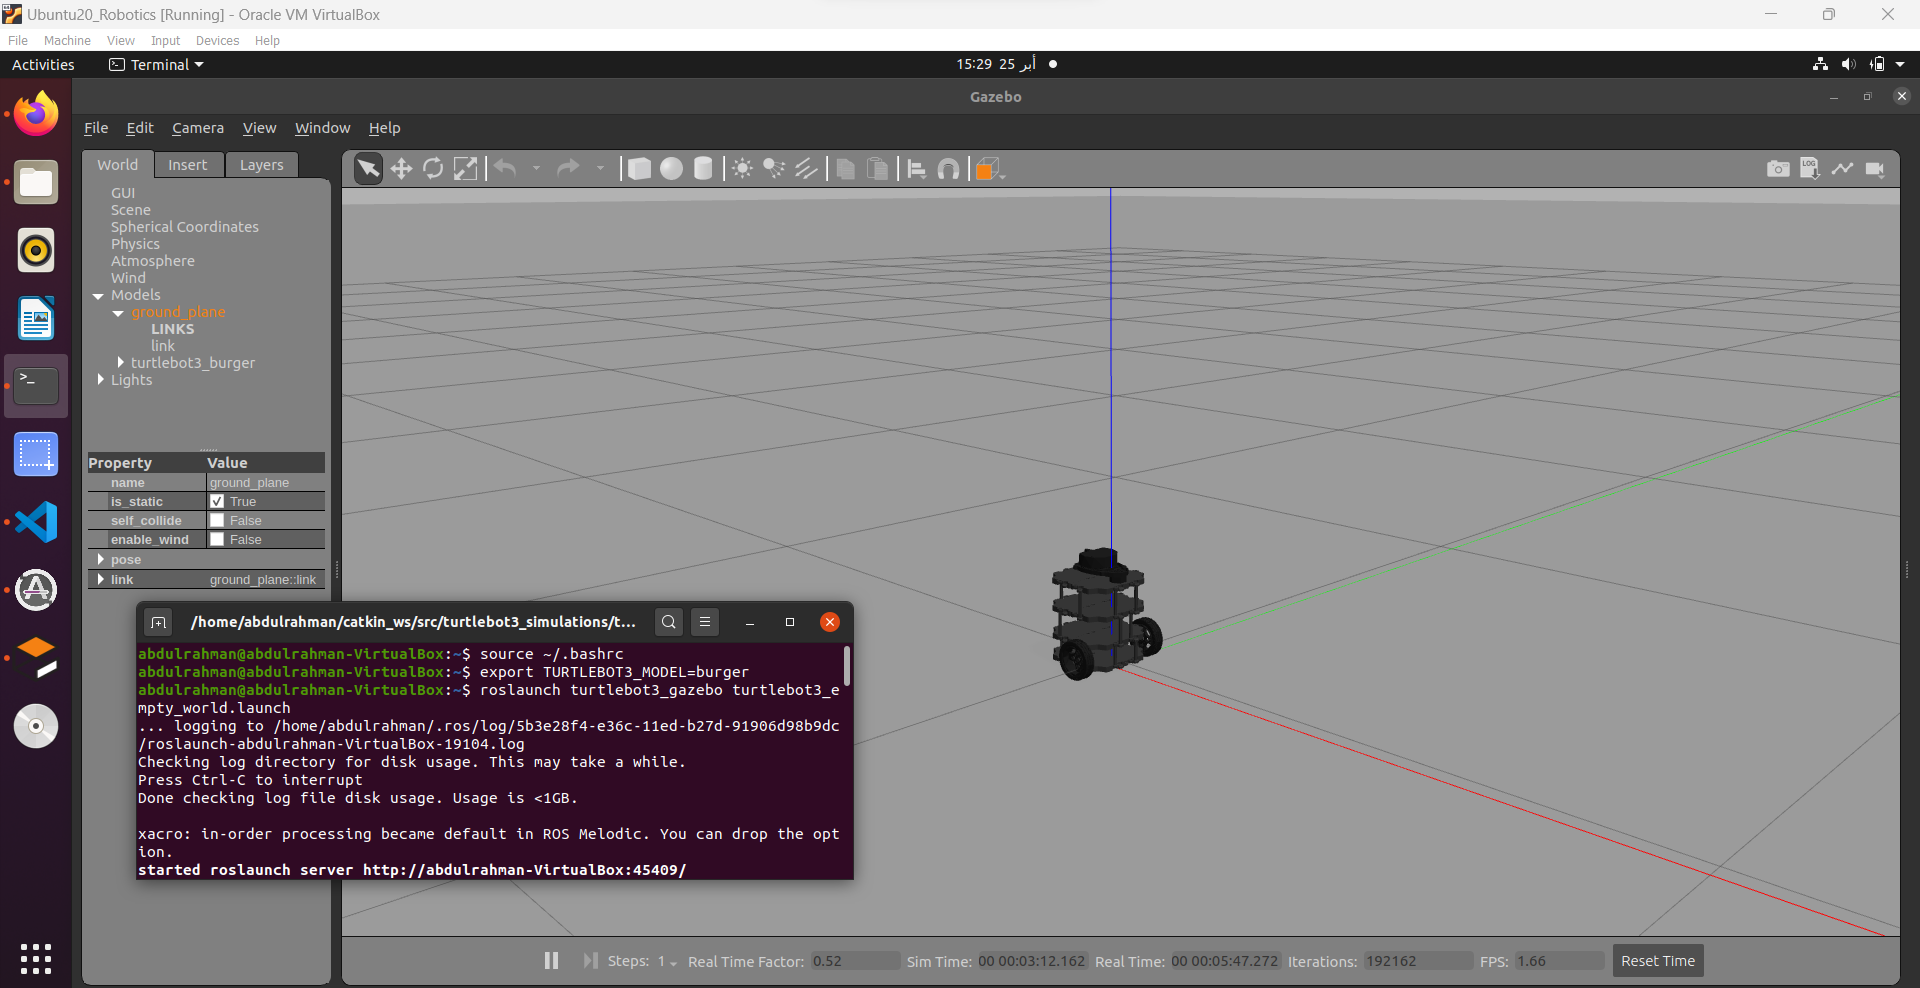 Ubuntu20_Robotics [Running] - Oracle VM VirtualBox
File Machine View Input Devices Help
Activities Terminal 15:29 25 أبر
Gazebo
File Edit Camera View Window Help
World Insert Layers
LOG
GUI
Scene
Spherical Coordinates
Physics
Atmosphere
Wind
Models
ground_plane
LINKS
link
turtlebot3_burger
Lights
Property Value
name ground_plane
is_static True
self_collide False
enable_wind False
pose
link ground_plane::link
/home/abdulrahman/catkin_ws/src/turtlebot3_simulations/t...
abdulrahman@abdulrahman-VirtualBox:~$ source ~/.bashrc
abdulrahman@abdulrahman-VirtualBox:~$ export TURTLEBOT3_MODEL=burger
abdulrahman@abdulrahman-VirtualBox:~$ roslaunch turtlebot3_gazebo turtlebot3_e
mpty_world.launch
... logging to /home/abdulrahman/.ros/log/5b3e28f4-e36c-11ed-b27d-91906d98b9dc
/roslaunch-abdulrahman-VirtualBox-19104.log
Checking log directory for disk usage. This may take a while.
Press Ctrl-C to interrupt
Done checking log file disk usage. Usage is <1GB.
xacro: in-order processing became default in ROS Melodic. You can drop the opt
ion.
started roslaunch server http://abdulrahman-VirtualBox:45409/
Steps: 1 Real Time Factor: 0.52 Sim Time: 00 00:03:12.162 Real Time: 00 00:05:47.272 Iterations: 192162 FPS: 1.66 Reset Time